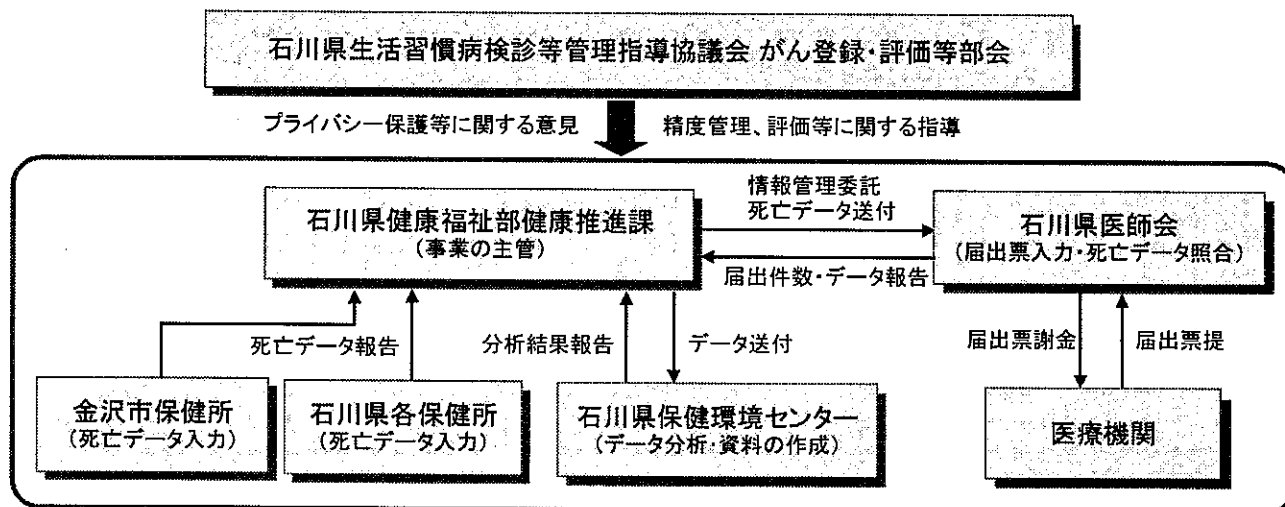 石川県生活習慣病検診等管理指導協議会 がん登録・評価等部会
プライバシー保護等に関する意見
精度管理、評価等に関する指導
情報管理委託
死亡データ送付
石川県健康福祉部健康推進課
(事業の主管)
石川県医師会
(届出票入力・死亡データ照合)
届出件数・データ報告
死亡データ報告
分析結果報告
データ送付
届出票謝金
届出票提
金沢市保健所
(死亡データ入力)
石川県各保健所
(死亡データ入力)
石川県保健環境センター
(データ分析・資料の作成)
医療機関